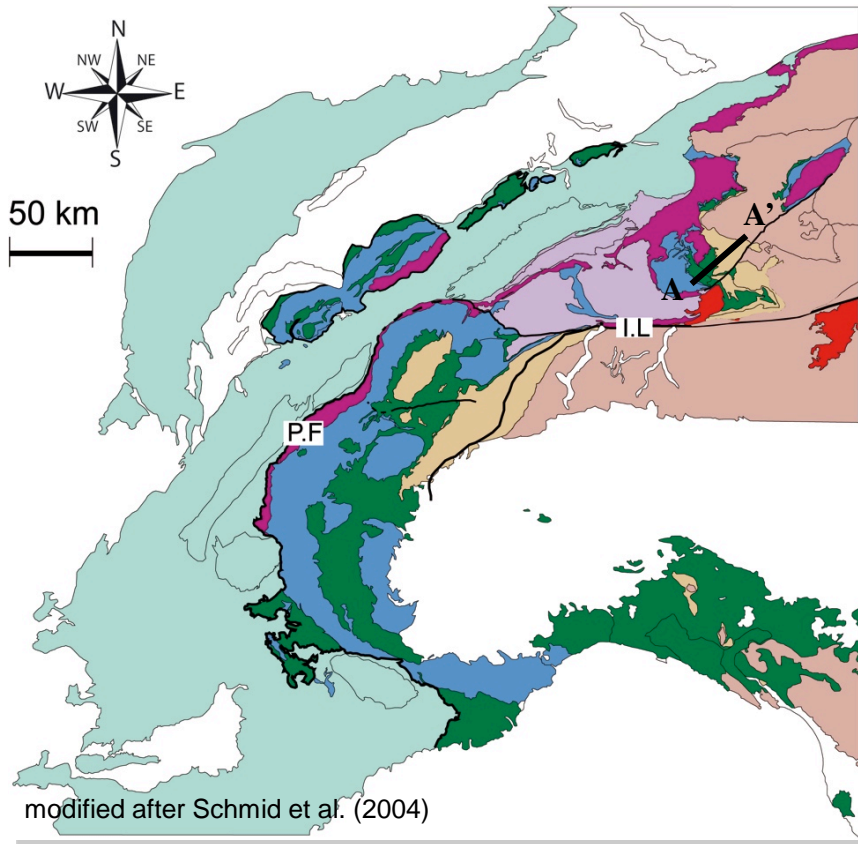 N
NW NE
W E
SW SE
S
50 km
A'
A
I.L
P.F
modified after Schmid et al. (2004)